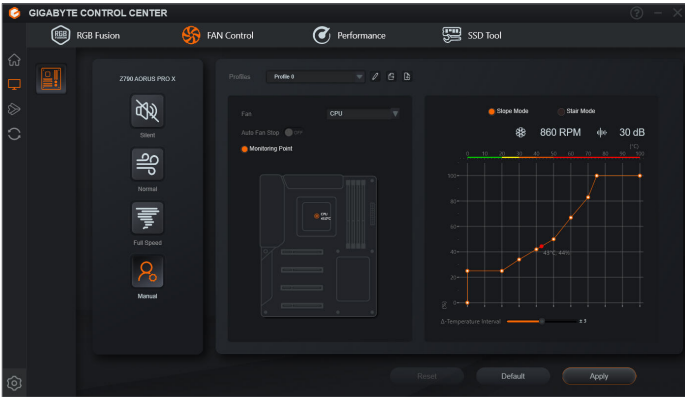 GIGABYTE CONTROL CENTER
RGB Fusion
FAN Control
Performance
SSD Tool
Z790 AORUS PRO X
Silent
Normal
Full Speed
Manual
Profiles Profile 0
Fan CPU
Auto Fan Stop OFF
Monitoring Point
CPU
Slope Mode Stair Mode
860 RPM 30 dB
(°C)
0 10 20 30 40 50 60 70 80 90 100
100
80
60
43°C, 44%
40
20
0
(%)
Δ-Temperature Interval ± 3
Reset Default Apply